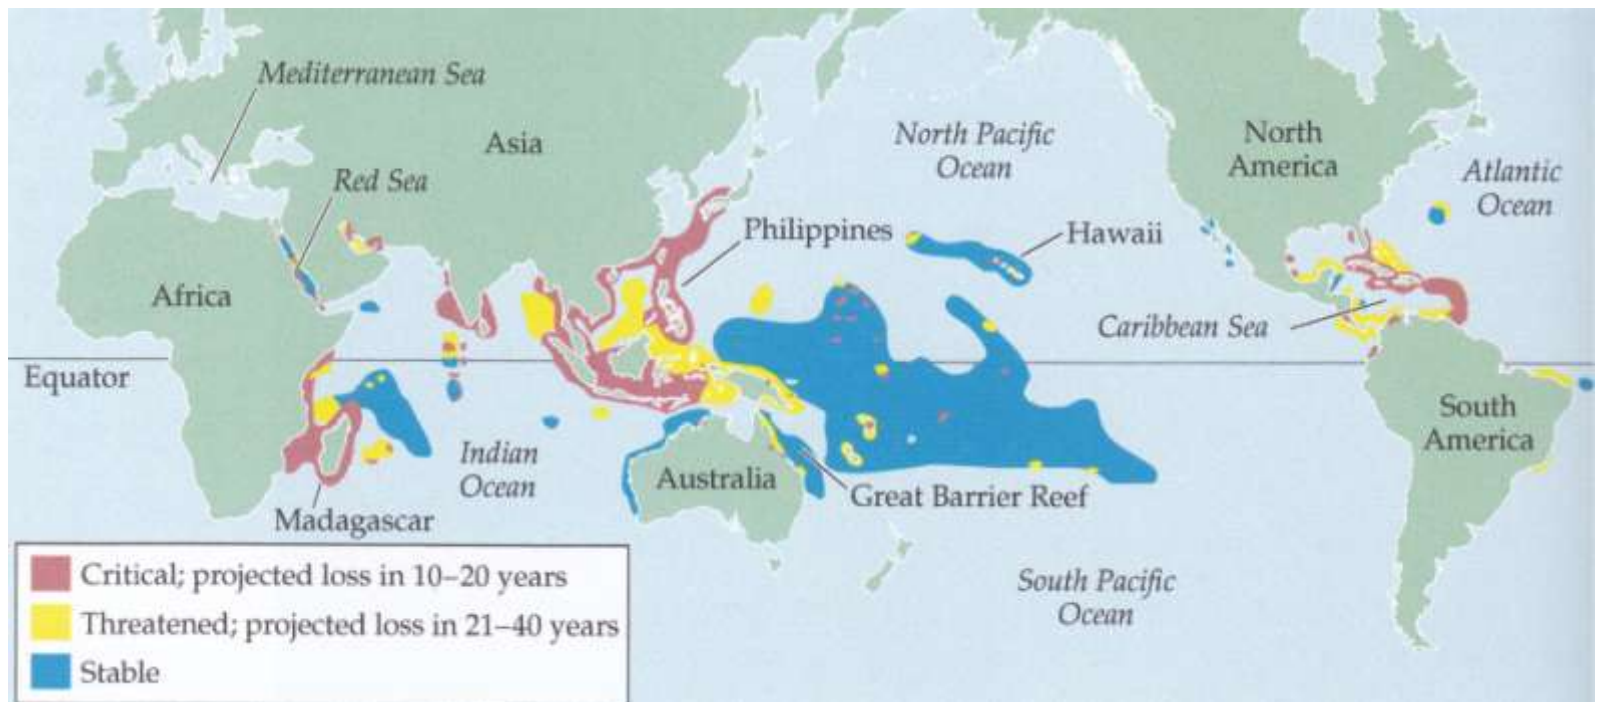 Mediterranean Sea
Asia
North Pacific
Ocean
North
America
Atlantic
Ocean
Red Sea
Philippines
Hawaii
Africa
Caribbean Sea
Equator
South
America
Indian
Ocean
Australia
Great Barrier Reef
Madagascar
South Pacific
Ocean
Critical; projected loss in 10–20 years
Threatened; projected loss in 21–40 years
Stable